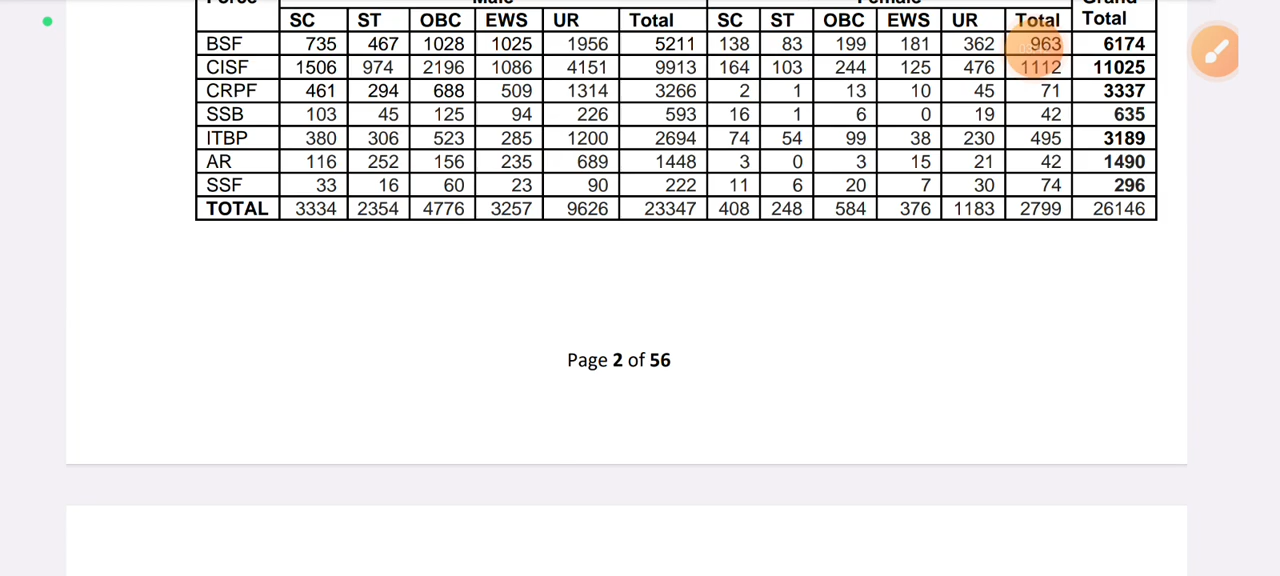 Force Male Female Grand
SC ST OBC EWS UR Total SC ST OBC EWS UR Total Total
BSF 735 467 1028 1025 1956 5211 138 83 199 181 362 963 6174
CISF 1506 974 2196 1086 4151 9913 164 103 244 125 476 1112 11025
CRPF 461 294 688 509 1314 3266 2 1 13 10 45 71 3337
SSB 103 45 125 94 226 593 16 1 6 0 19 42 635
ITBP 380 306 523 285 1200 2694 74 54 99 38 230 495 3189
AR 116 252 156 235 689 1448 3 0 3 15 21 42 1490
SSF 33 16 60 23 90 222 11 6 20 7 30 74 296
TOTAL 3334 2354 4776 3257 9626 23347 408 248 584 376 1183 2799 26146
Page 2 of 56